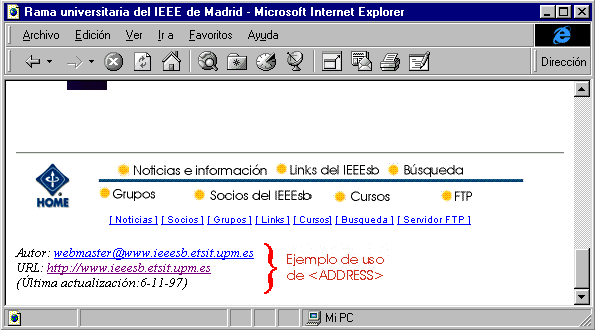 Rama universitaria del IEEE de Madrid - Microsoft Internet Explorer
Archivo Edición Ver Ir a Favoritos Ayuda
Dirección
Noticias e información Links del IEEEsb Búsqueda
HOME
Grupos Socios del IEEEsb Cursos FTP
[ Noticias ] [ Socios ] [ Grupos ] [ Links ] [ Cursos] [ Busqueda ] [ Servidor FTP ]
Autor: webmaster@www.ieeesb.etsit.upm.es
URL: http://www.ieeesb.etsit.upm.es
(Última actualización:6-11-97)
Ejemplo de uso
de <ADDRESS>
Mi PC